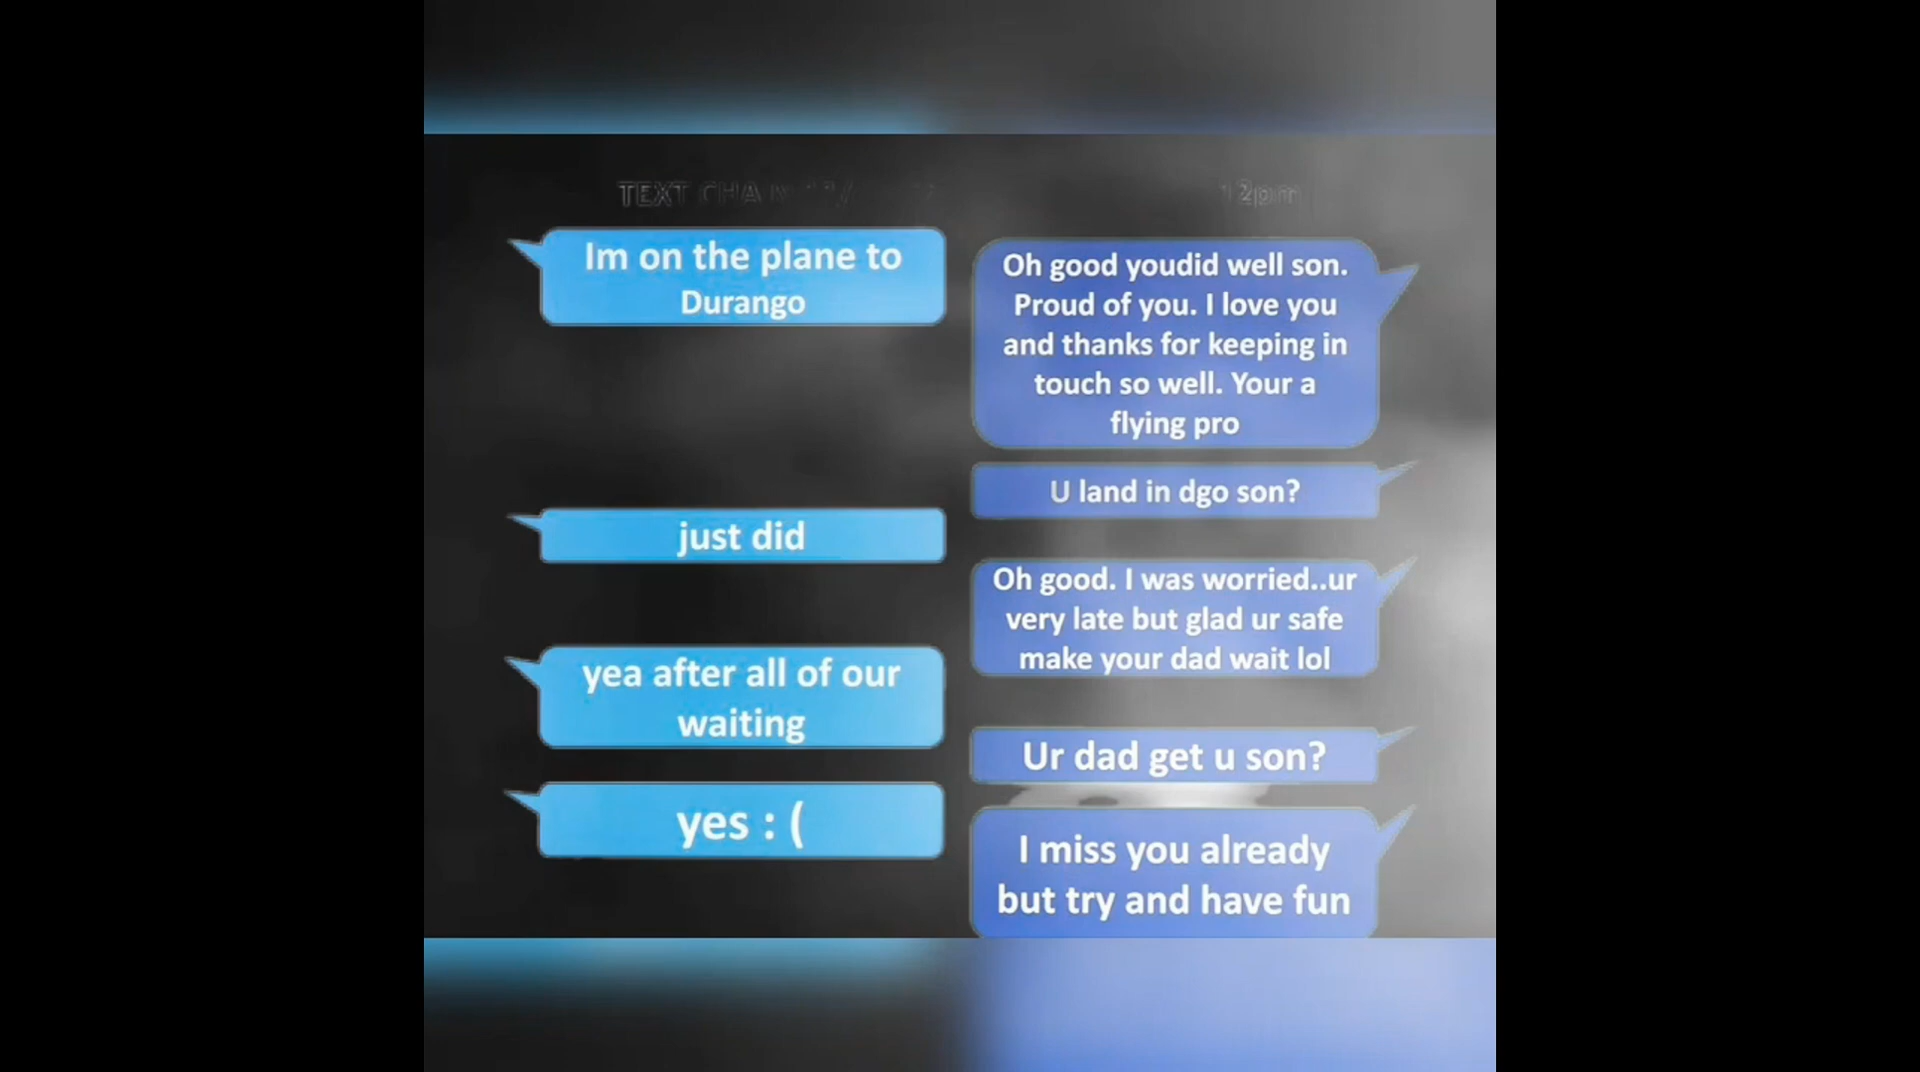 TEXT
12pm
Im on the plane to
Durango
Oh good youdid well son.
Proud of you. I love you
and thanks for keeping in
touch so well. Your a
flying pro
U land in dgo son?
just did
Oh good. I was worried..ur
very late but glad ur safe
make your dad wait lol
yea after all of our
waiting
Ur dad get u son?
yes : (
I miss you already
but try and have fun